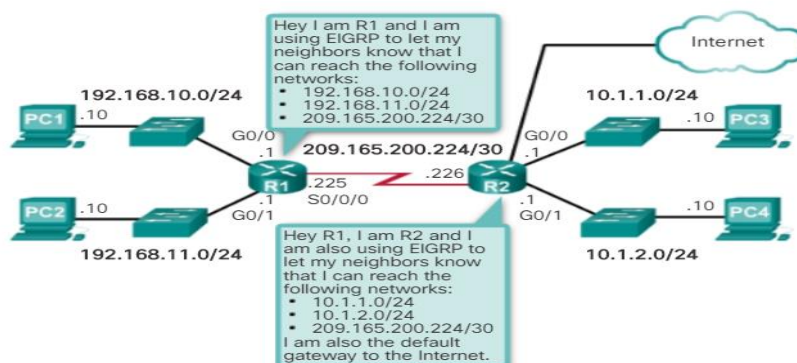 Hey I am R1 and I am
using EIGRP to let my
neighbors know that I
can reach the following
networks:
• 192.168.10.0/24
• 192.168.11.0/24
• 209.165.200.224/30
Internet
192.168.10.0/24
10.1.1.0/24
PC1
.10
G0/0
.1
209.165.200.224/30
G0/0
.1
.10
PC3
R1
.225
S0/0/0
.226
R2
PC2
.10
.1
G0/1
192.168.11.0/24
.1
G0/1
.10
PC4
10.1.2.0/24
Hey R1, I am R2 and I
am also using EIGRP to
let my neighbors know
that I can reach the
following networks:
• 10.1.1.0/24
• 10.1.2.0/24
• 209.165.200.224/30
I am also the default
gateway to the Internet.